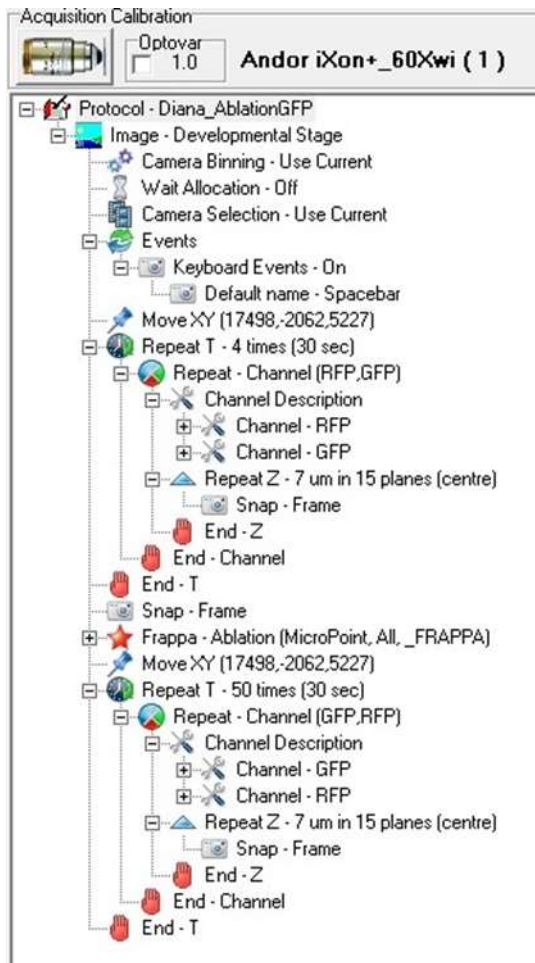 Acquisition Calibration
Optovar
1.0
Andor iXon+_60Xwi ( 1 )
Protocol - Diana_AblationGFP
Image - Developmental Stage
Camera Binning - Use Current
Wait Allocation - Off
Camera Selection - Use Current
Events
Keyboard Events - On
Default name - Spacebar
Move XY (17498,-2062,5227)
Repeat T - 4 times (30 sec)
Repeat - Channel (RFP,GFP)
Channel Description
Channel - RFP
Channel - GFP
Repeat Z - 7 um in 15 planes (centre)
Snap - Frame
End - Z
End - Channel
End - T
Snap - Frame
Frappa - Ablation (MicroPoint, All, _FRAPPA)
Move XY (17498,-2062,5227)
Repeat T - 50 times (30 sec)
Repeat - Channel (GFP,RFP)
Channel Description
Channel - GFP
Channel - RFP
Repeat Z - 7 um in 15 planes (centre)
Snap - Frame
End - Z
End - Channel
End - T